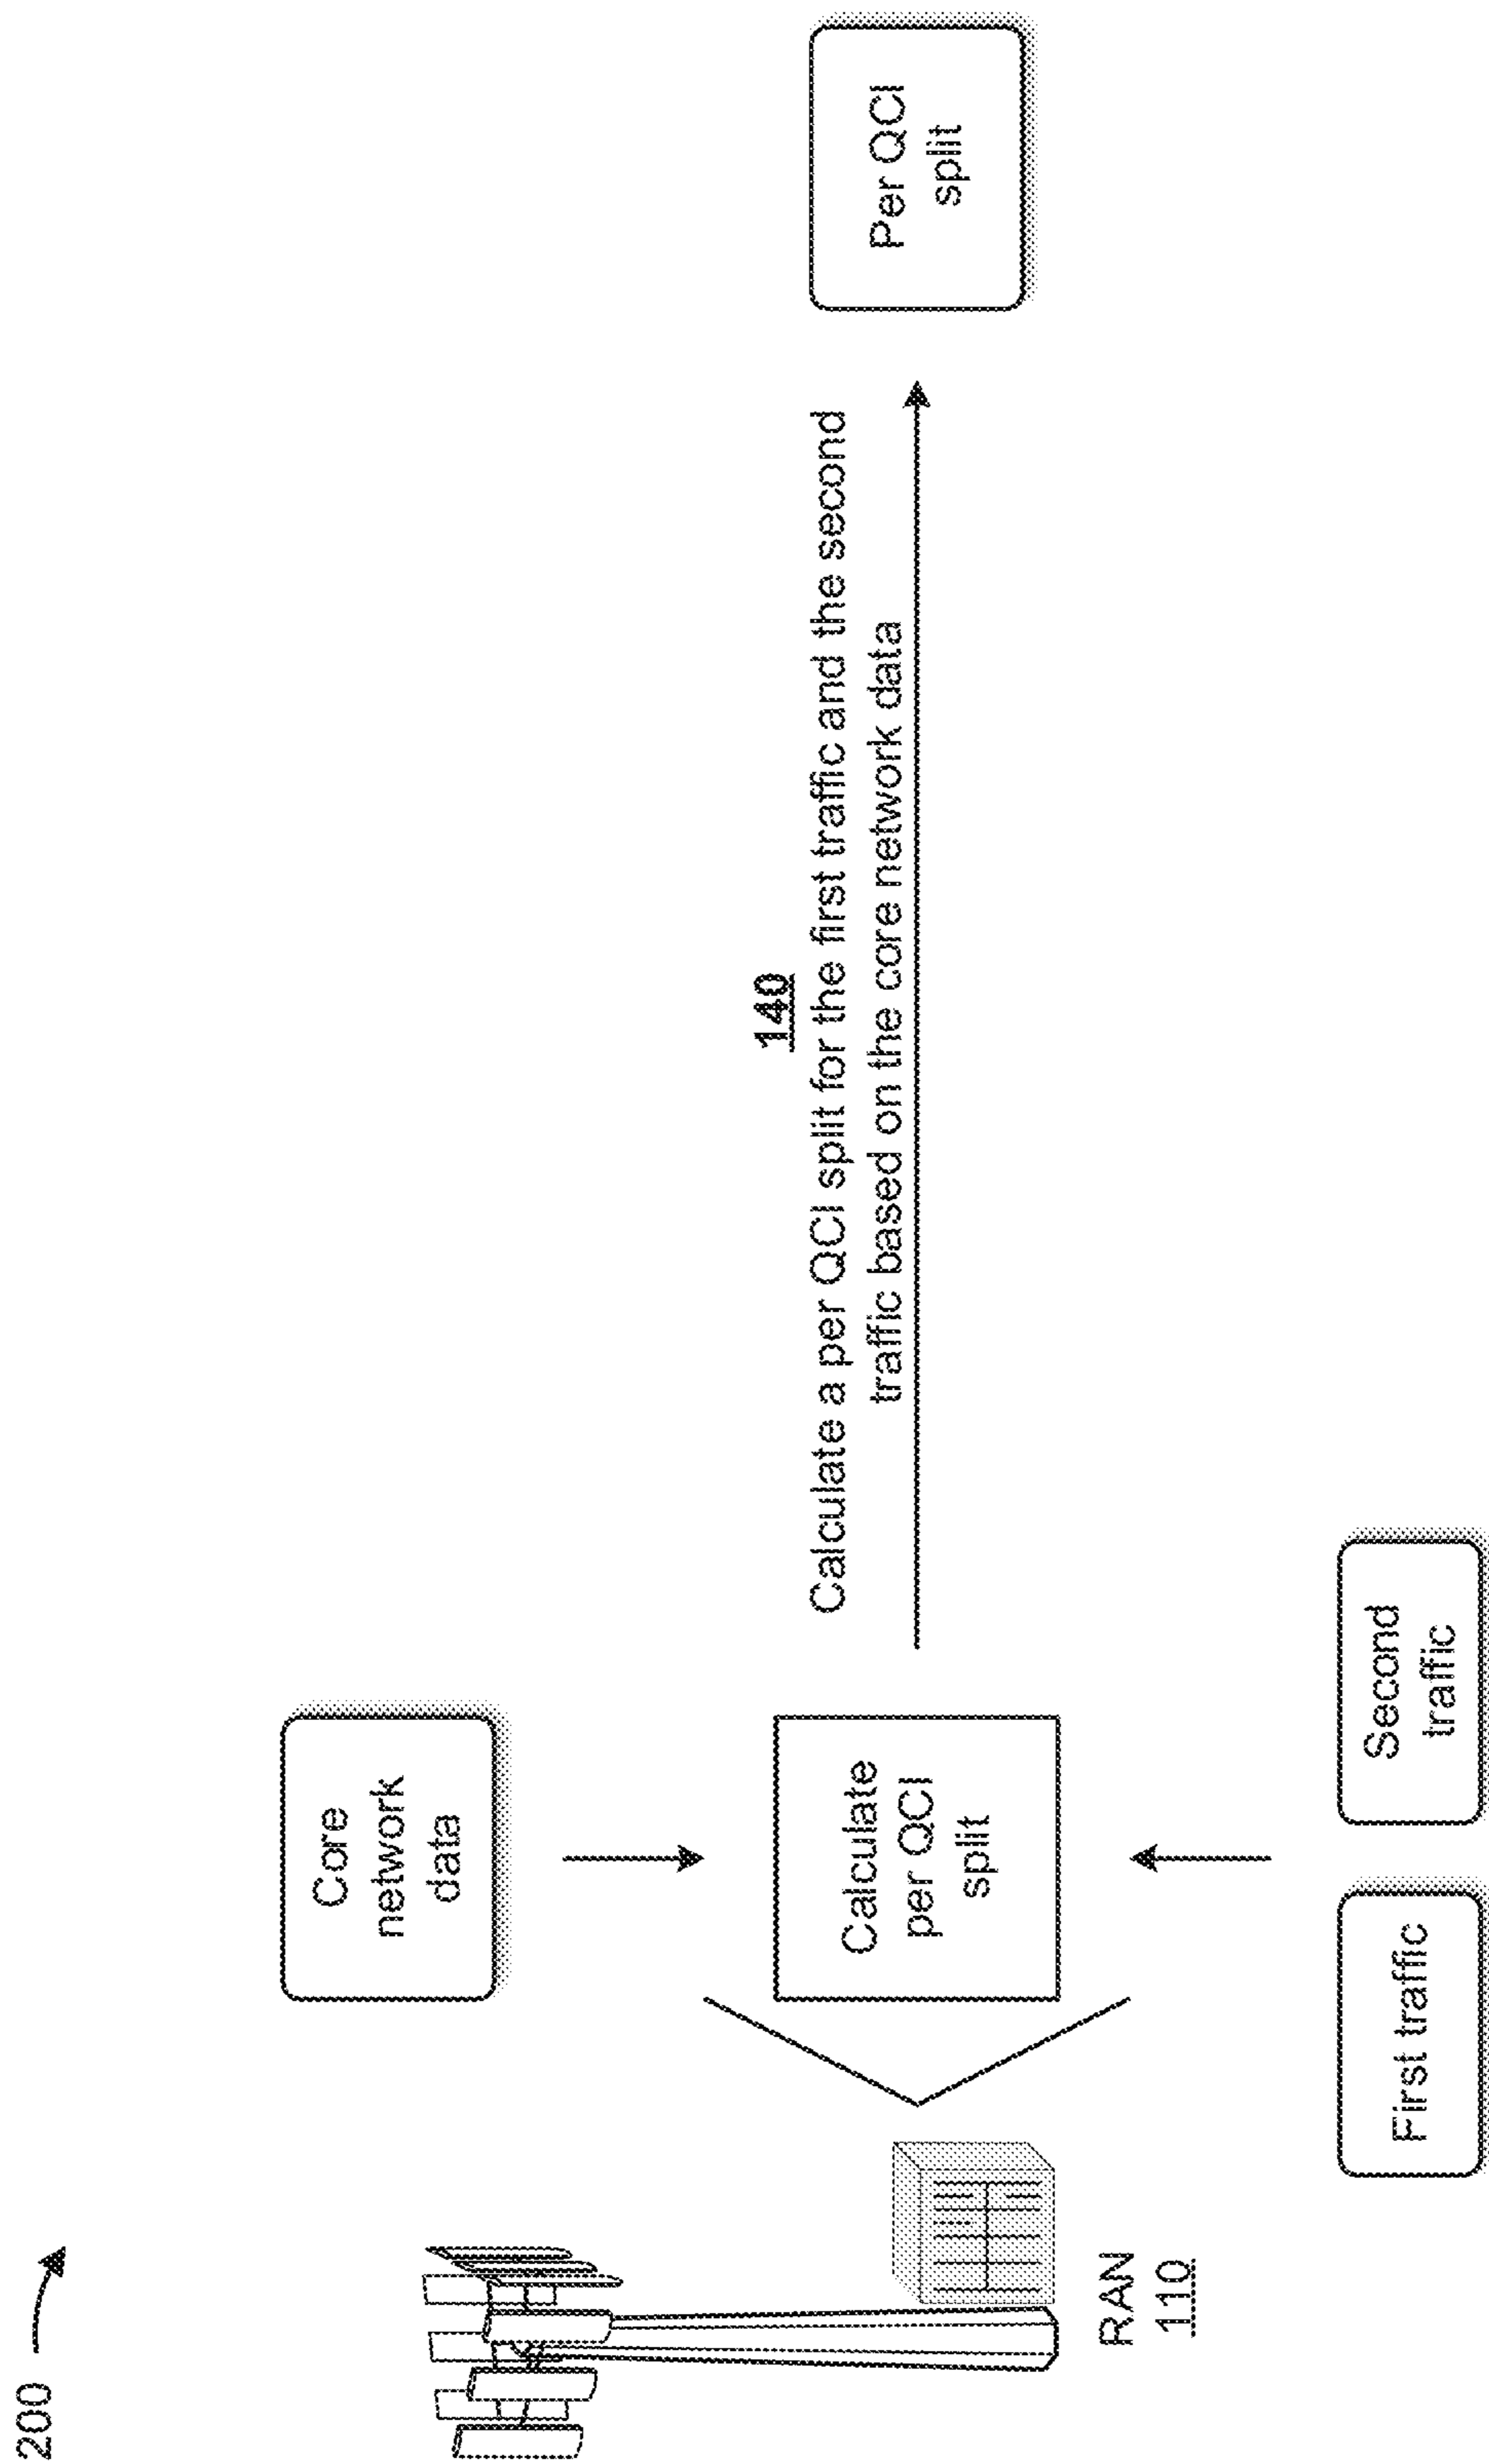 200
Core
network
data
140
Calculate a per QCI split for the first traffic and the second
traffic based on the core network data
Calculate
per QCI
split
Per QCI
split
RAN
110
First traffic
Second
traffic